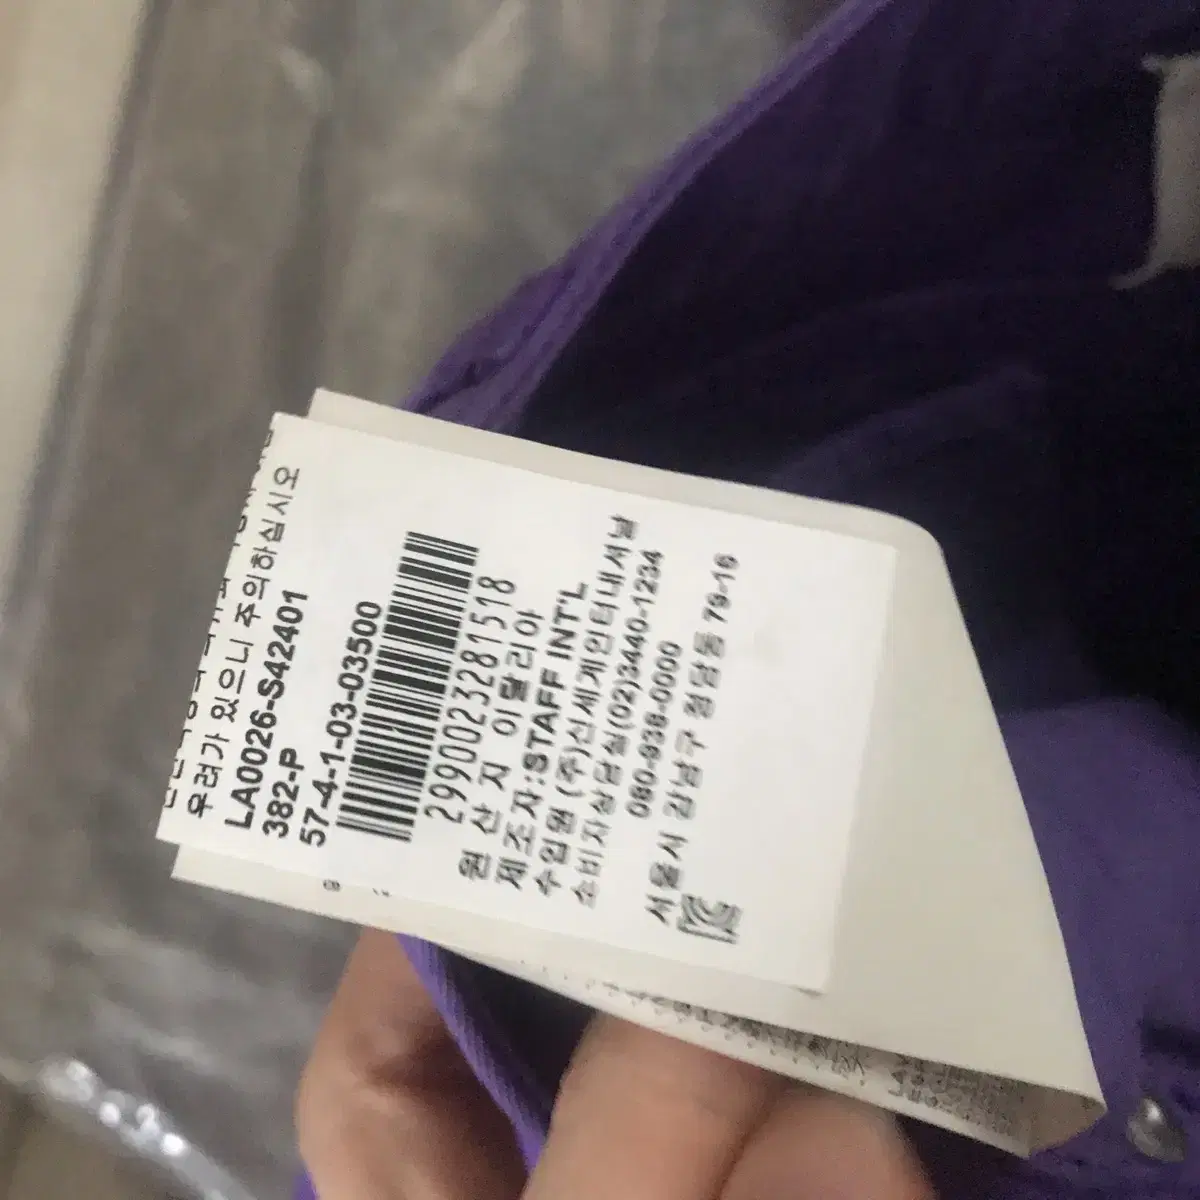 우려가 있으니 주의하십시오
LA0026-S42401
382-P
57-4-1-03-03500
2990023281518
원 산 지 이탈리아
제조자:STAFF INT'L
수입원 (주)신세계인터내셔날
소비자상담실(02)3440-1234
080-938-0000
서울시 강남구 청담동 79-16